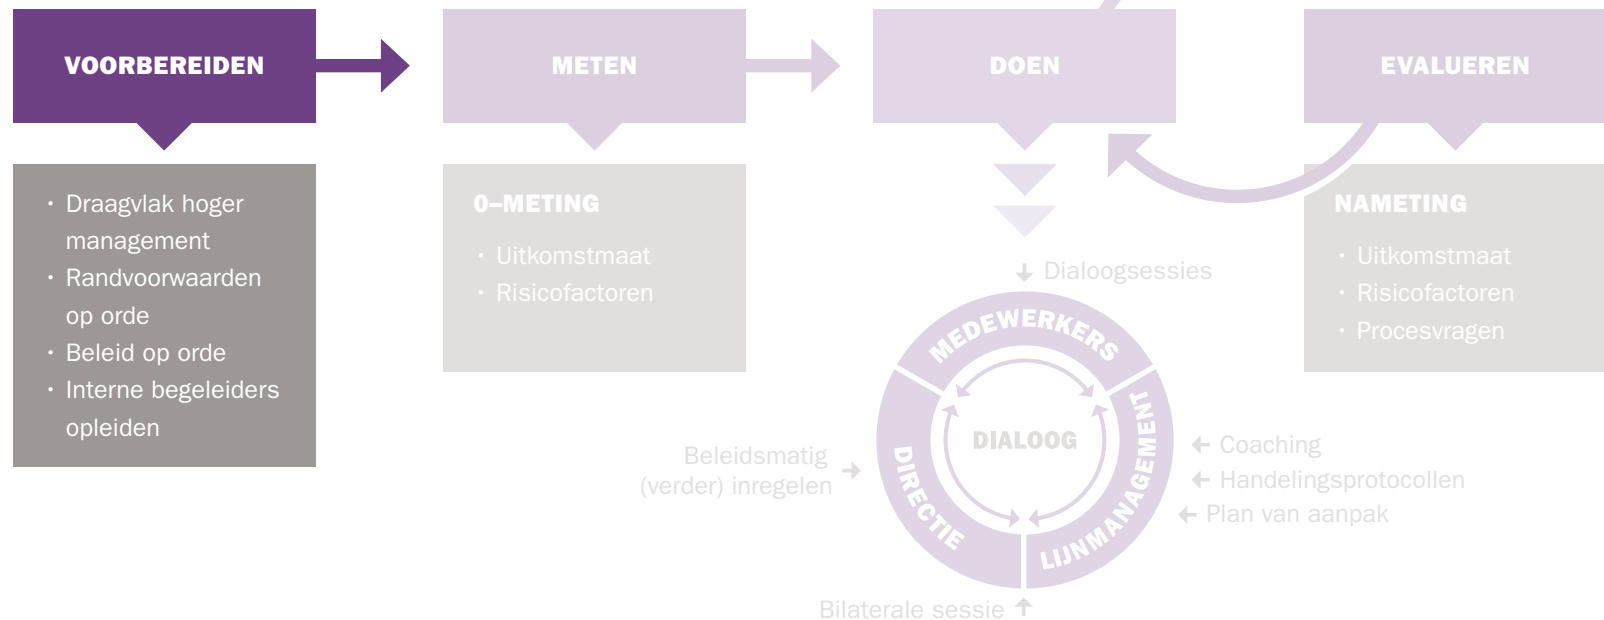 VOORBEREIDEN
METEN
DOEN
EVALUEREN
· Draagvlak hoger
management
· Randvoorwaarden
op orde
· Beleid op orde
· Interne begeleiders
opleiden
0–METING
· Uitkomstmaat
· Risicofactoren
NAMETING
· Uitkomstmaat
· Risicofactoren
· Procesvragen
Dialoogsessies
MEDEWERKERS
LIJNMANAGEMENT
DIRECTIE
DIALOOG
Beleidsmatig
(verder) inregelen
Coaching
Handelingsprotocollen
Plan van aanpak
Bilaterale sessie